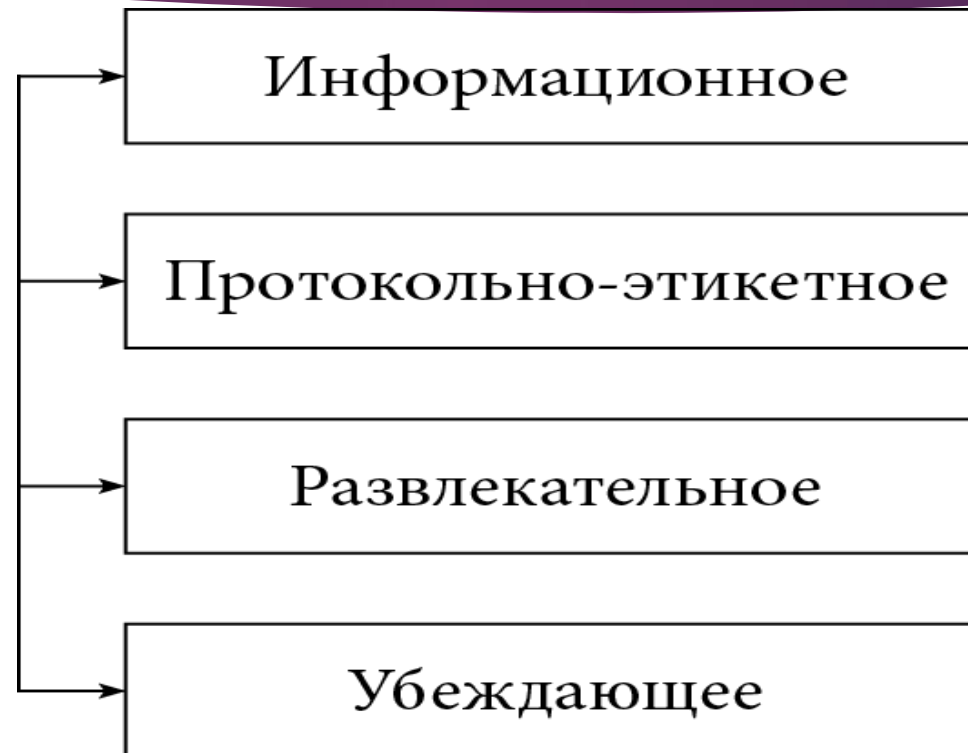 Информационное
Протокольно-этикетное
Развлекательное
Убеждающее